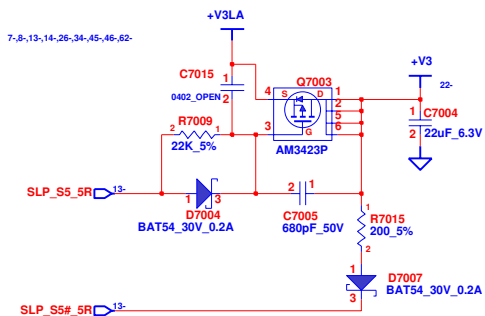 +V3LA
7-,8-,13-,14-,26-,34-,45-,46-,62-
+V3
C7015
Q7003
1
4
S
D
1
22-
2
0402_OPEN
2
5
6
1
C7004
R7009
3
G
2
22uF_6.3V
2
1
22K_5%
AM3423P
SLP_S5_5R
13-
1
3
2
1
D7004
C7005
1
R7015
BAT54_30V_0.2A
680pF_50V
200_5%
2
1
D7007
BAT54_30V_0.2A
3
SLP_S5#_5R
13-